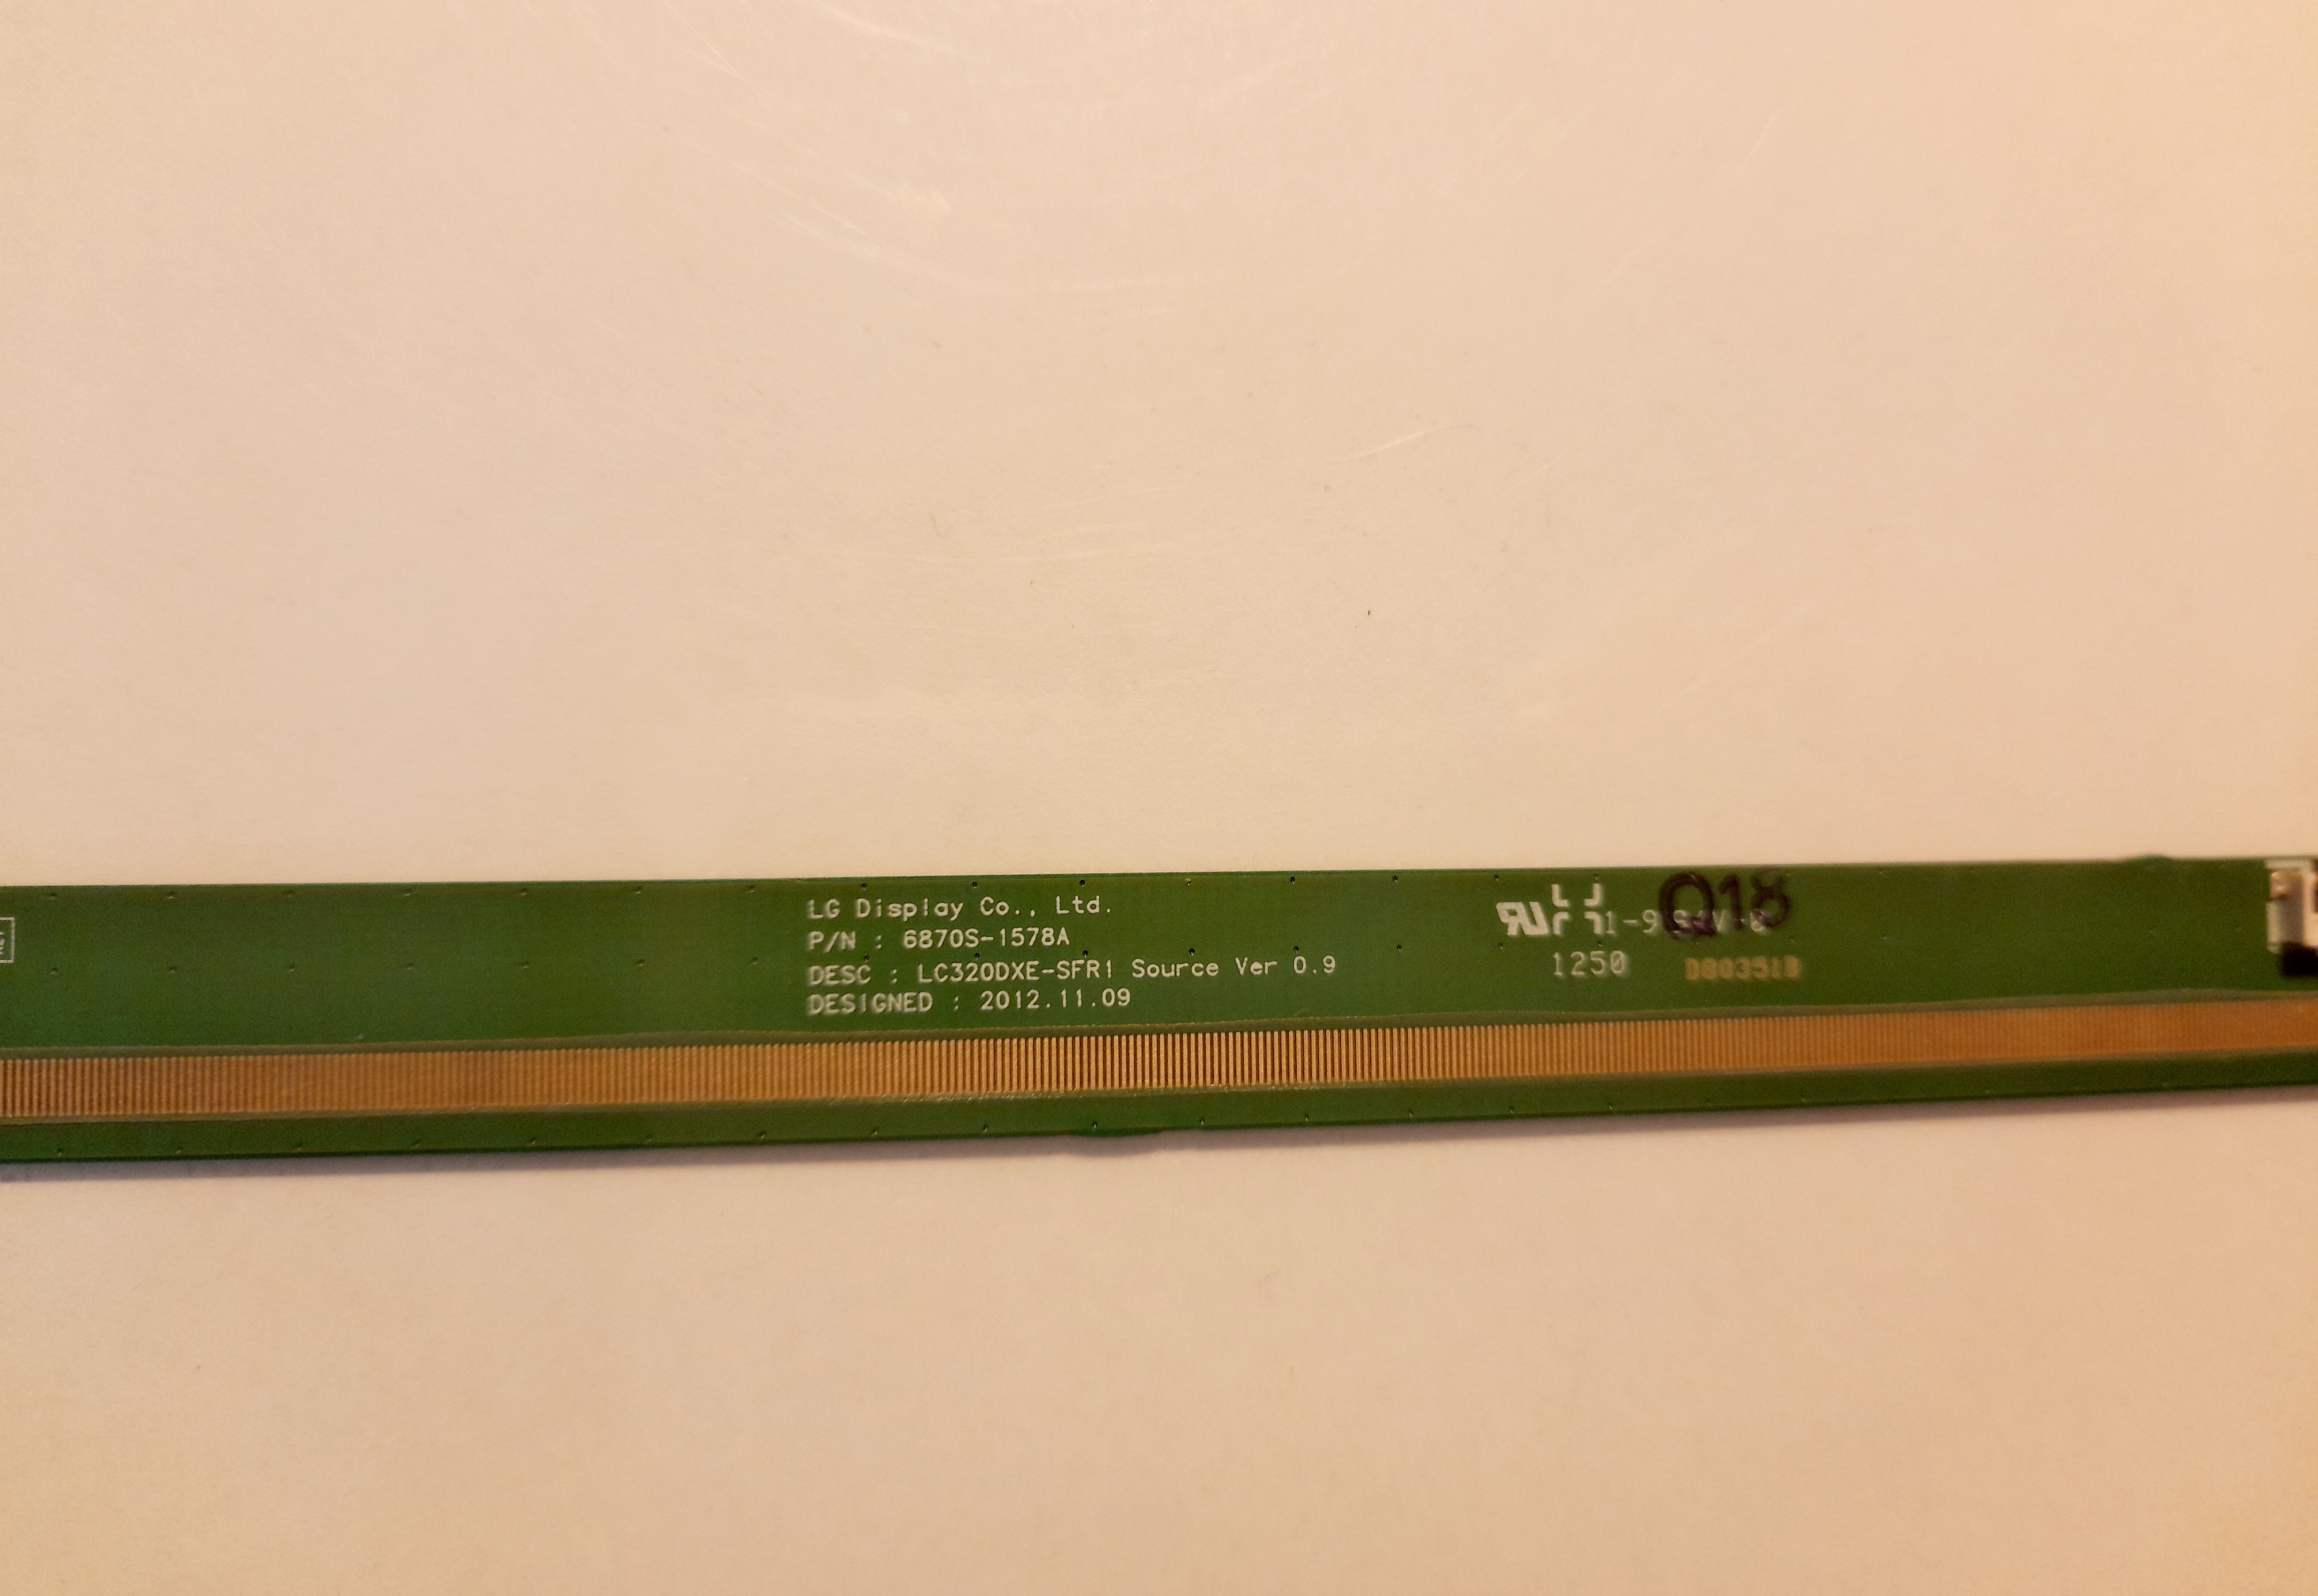 LG Display Co., Ltd.
P/N : 6870S-1578A
DESC : LC320DXE-SFR1 Source Ver 0.9
DESIGNED : 2012.11.09
Q18
1250